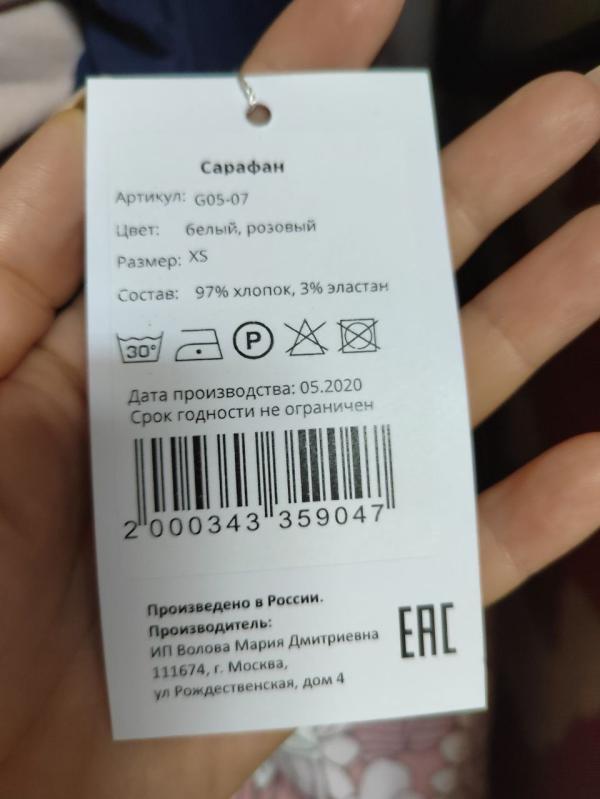 Сарафан
Артикул: G05-07
Цвет: белый, розовый
Размер: XS
Состав: 97% хлопок, 3% эластан
30° P
Дата производства: 05.2020
Срок годности не ограничен
2 000343 359047
Произведено в России.
Производитель:
ИП Волова Мария Дмитриевна
111674, г. Москва,
ул Рождественская, дом 4
EAC